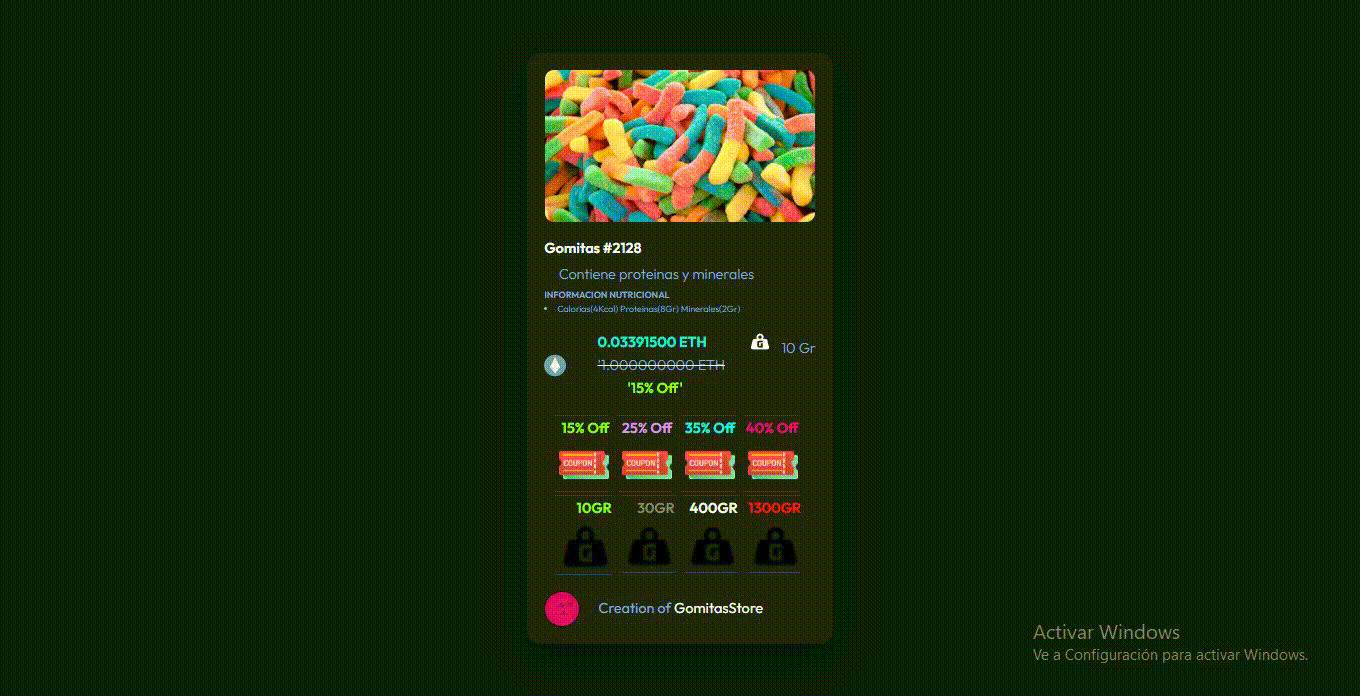 Gomitas #2128
Contiene proteinas y minerales
INFORMACION NUTRICIONAL
• Calorias(4Kcal) Proteinas(8Gr) Minerales(2Gr)
0.03391500 ETH
10 Gr
'1.000000000 ETH
'15% Off'
15% Off 25% Off 35% Off 40% Off
COUPON COUPON COUPON COUPON
10GR 30GR 400GR 1300GR
G G G G
Creation of GomitasStore
Activar Windows
Ve a Configuración para activar Windows.